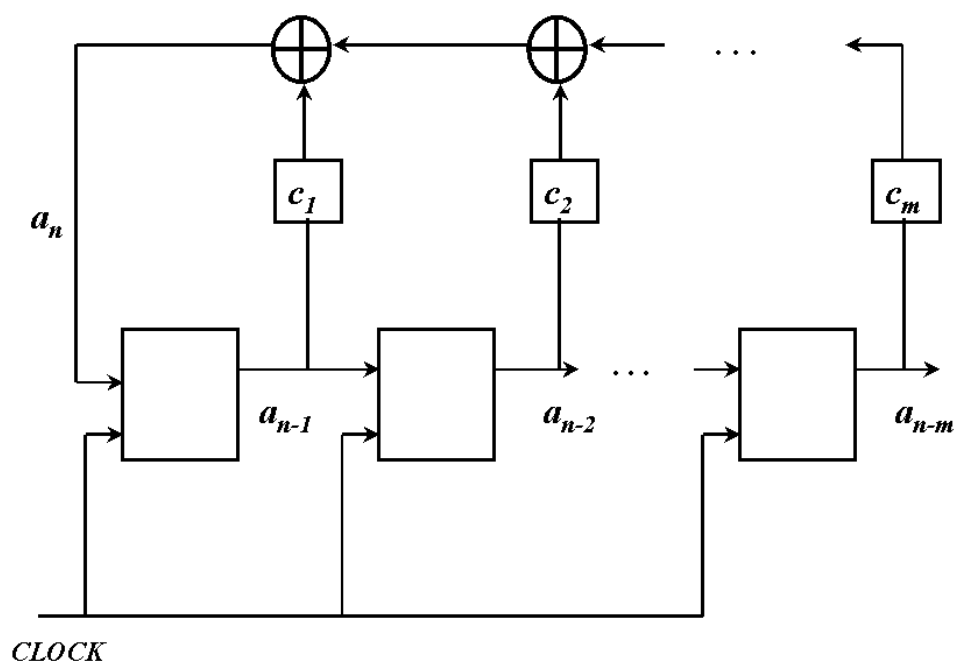 . . .
c₁ c₂ cₘ
aₙ
. . .
aₙ₋₁ aₙ₋₂ aₙ₋ₘ
CLOCK